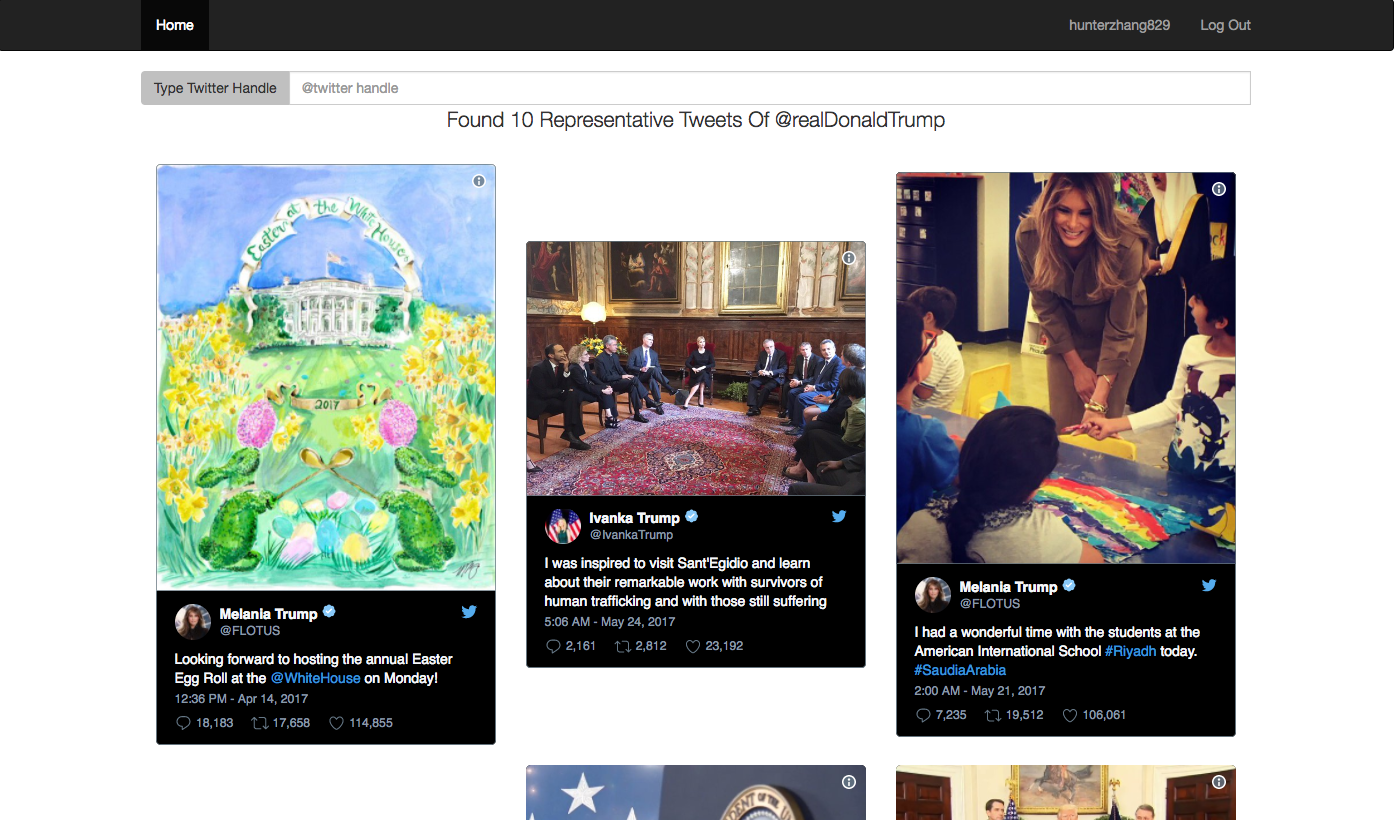 Home
hunterzhang829
Log Out
Type Twitter Handle
@twitter handle
Found 10 Representative Tweets Of @realDonaldTrump
Easter at the White House
2017
Melania Trump
@FLOTUS
Looking forward to hosting the annual Easter
Egg Roll at the @WhiteHouse on Monday!
12:36 PM - Apr 14, 2017
18,183 17,658 114,855
Ivanka Trump
@IvankaTrump
I was inspired to visit Sant'Egidio and learn
about their remarkable work with survivors of
human trafficking and with those still suffering
5:06 AM - May 24, 2017
2,161 2,812 23,192
Melania Trump
@FLOTUS
I had a wonderful time with the students at the
American International School #Riyadh today.
#SaudiaArabia
2:00 AM - May 21, 2017
7,235 19,512 106,061